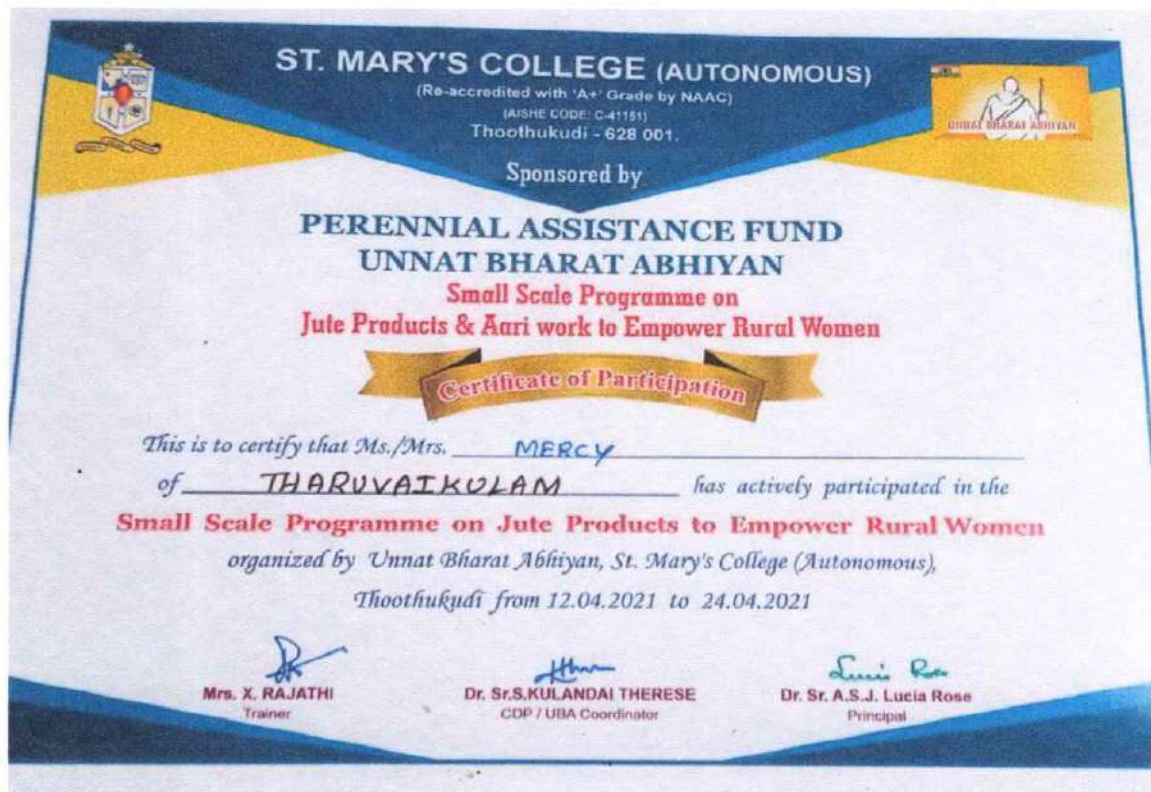 ST. MARY'S COLLEGE (AUTONOMOUS)
(Re-accredited with 'A+' Grade by NAAC)
(AISHE CODE: C-41151)
Thoothukudi - 628 001.
UNNAT BHARAT ABHIYAN
Sponsored by
PERENNIAL ASSISTANCE FUND
UNNAT BHARAT ABHIYAN
Small Scale Programme on
Jute Products & Aari work to Empower Rural Women
Certificate of Participation
This is to certify that Ms./Mrs. MERCY
of THARUVAIKULAM has actively participated in the
Small Scale Programme on Jute Products to Empower Rural Women
organized by Unnat Bharat Abhiyan, St. Mary's College (Autonomous),
Thoothukudi from 12.04.2021 to 24.04.2021
Lucia Rose
Mrs. X. RAJATHI
Trainer
Dr. Sr.S.KULANDAI THERESE
CDP / UBA Coordinator
Dr. Sr. A.S.J. Lucia Rose
Principal